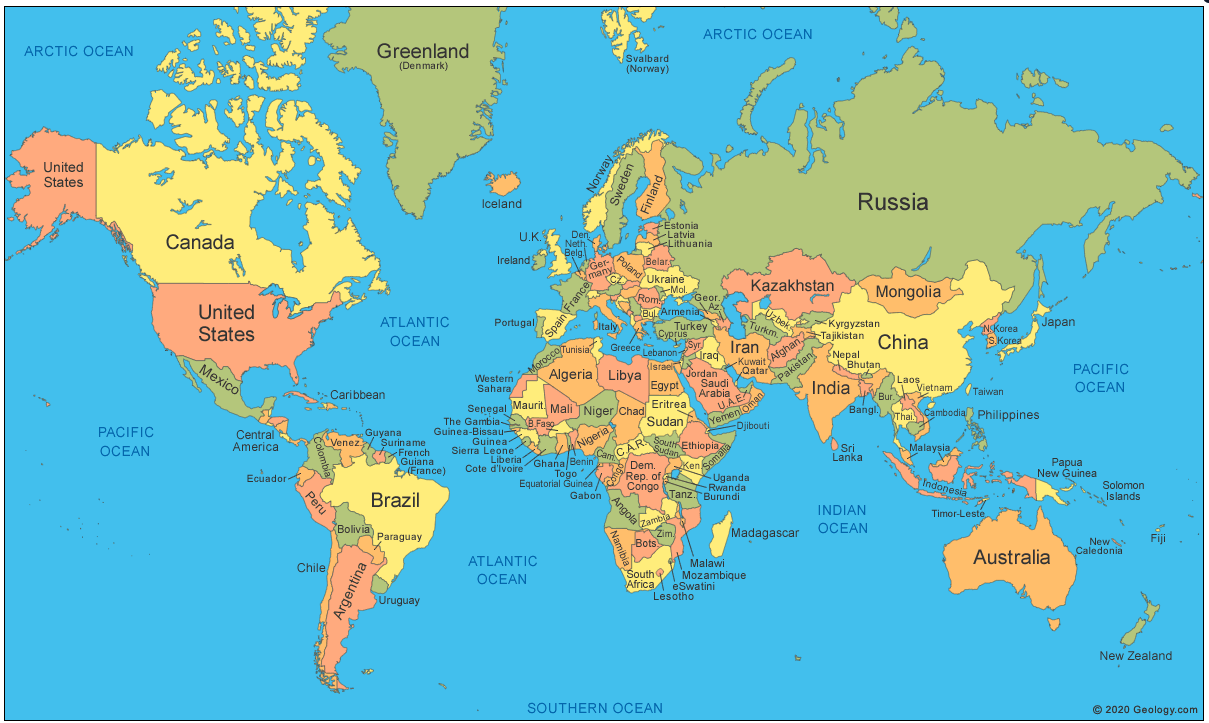 ARCTIC OCEAN
Greenland
(Denmark)
Svalbard
(Norway)
ARCTIC OCEAN
United
States
Canada
Iceland
Norway
Sweden
Finland
Russia
Estonia
Latvia
Lithuania
U.K.
Ireland
Den.
Neth.
Belg.
Ger-
many
Poland
Belar.
Cz.
Ukraine
Mol.
France
Rom.
Bul.
Spain
Portugal
Italy
Greece
Geor.
Az.
Armenia
Turkey
Cyprus
Lebanon
Syr.
Iraq
Iran
Kazakhstan
Mongolia
Uzbek.
Turkm.
Kyrgyzstan
Tajikistan
Afghan.
Pakistan
China
Nepal
Bhutan
India
N.Korea
S.Korea
Japan
United
States
ATLANTIC
OCEAN
Mexico
Caribbean
Central
America
PACIFIC
OCEAN
Guyana
Suriname
French
Guiana
(France)
Venez.
Colombia
Ecuador
Peru
Brazil
Bolivia
Paraguay
Chile
Argentina
Uruguay
Morocco
Tunisia
Algeria
Libya
Egypt
Israel
Jordan
Kuwait
Qatar
Saudi
Arabia
U.A.E.
Oman
Yemen
Western
Sahara
Maurit.
Mali
Niger
Chad
Eritrea
Sudan
Djibouti
Senegal
The Gambia
Guinea-Bissau
Guinea
Sierra Leone
Liberia
Cote d'Ivoire
B.Faso
Ghana
Togo
Benin
Nigeria
Cam.
C.A.R.
South
Sudan
Ethiopia
Somalia
Equatorial Guinea
Gabon
Congo
Dem.
Rep. of
Congo
Ken.
Uganda
Rwanda
Burundi
Tanz.
Angola
Zambia
Zim.
Namibia
Bots.
Madagascar
Malawi
Mozambique
eSwatini
Lesotho
South
Africa
ATLANTIC
OCEAN
INDIAN
OCEAN
Bangl.
Bur.
Laos
Vietnam
Thai.
Cambodia
Taiwan
Philippines
PACIFIC
OCEAN
Sri
Lanka
Malaysia
Indonesia
Papua
New Guinea
Solomon
Islands
Timor-Leste
Australia
New
Caledonia
Fiji
New Zealand
SOUTHERN OCEAN
© 2020 Geology.com